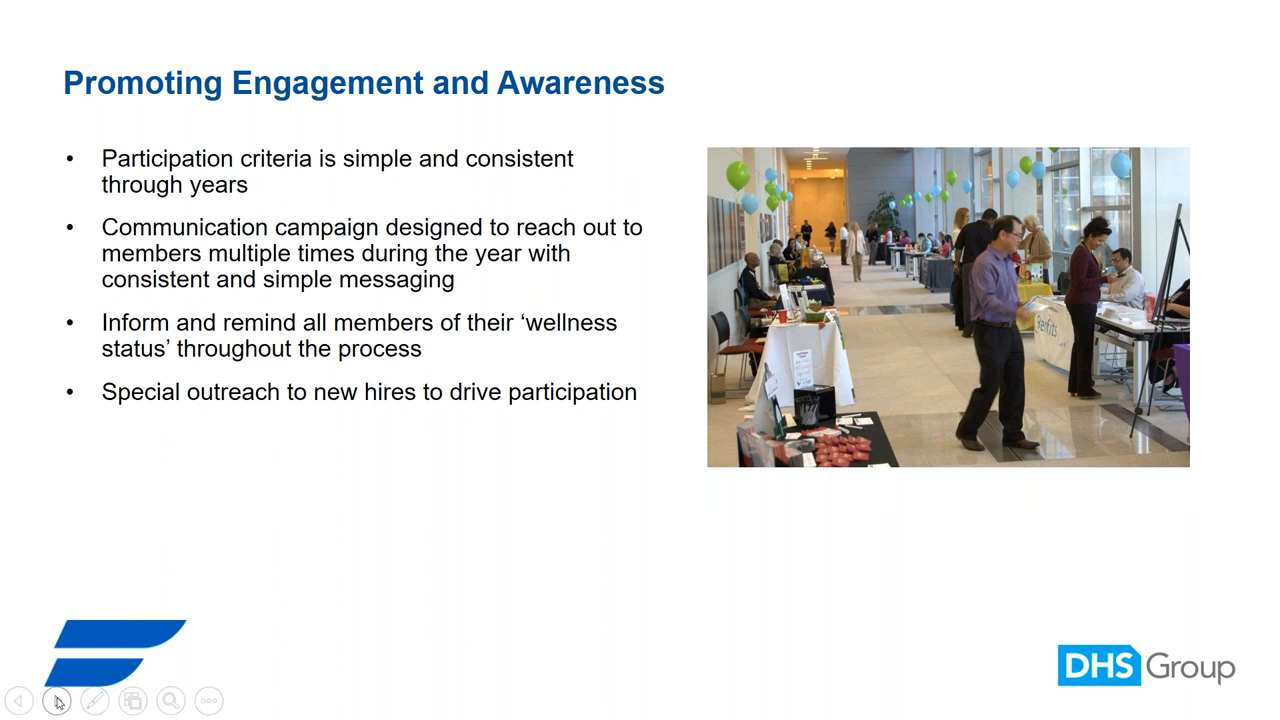 Promoting Engagement and Awareness
• Participation criteria is simple and consistent
through years
• Communication campaign designed to reach out to
members multiple times during the year with
consistent and simple messaging
• Inform and remind all members of their ‘wellness
status’ throughout the process
• Special outreach to new hires to drive participation
Benfits
DHS Group